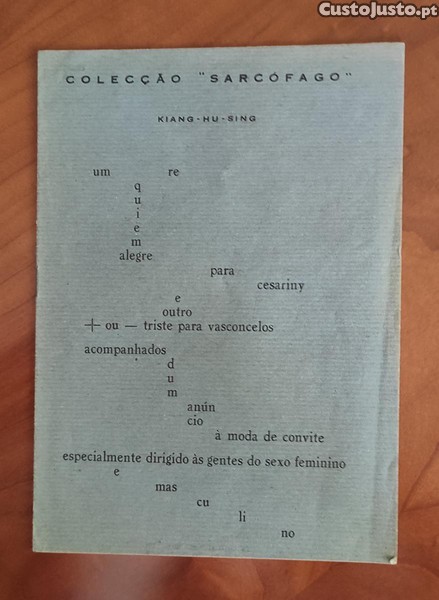 CustoJusto.pt
COLECÇÃO "SARCÓFAGO"
KIANG-HU-SING
um re
q
u
i
e
m
alegre
para
cesariny
e
outro
+ ou — triste para vasconcelos
acompanhados
d
u
m
anún
cio
à moda de convite
especialmente dirigido às gentes do sexo feminino
e
mas
cu
li
no